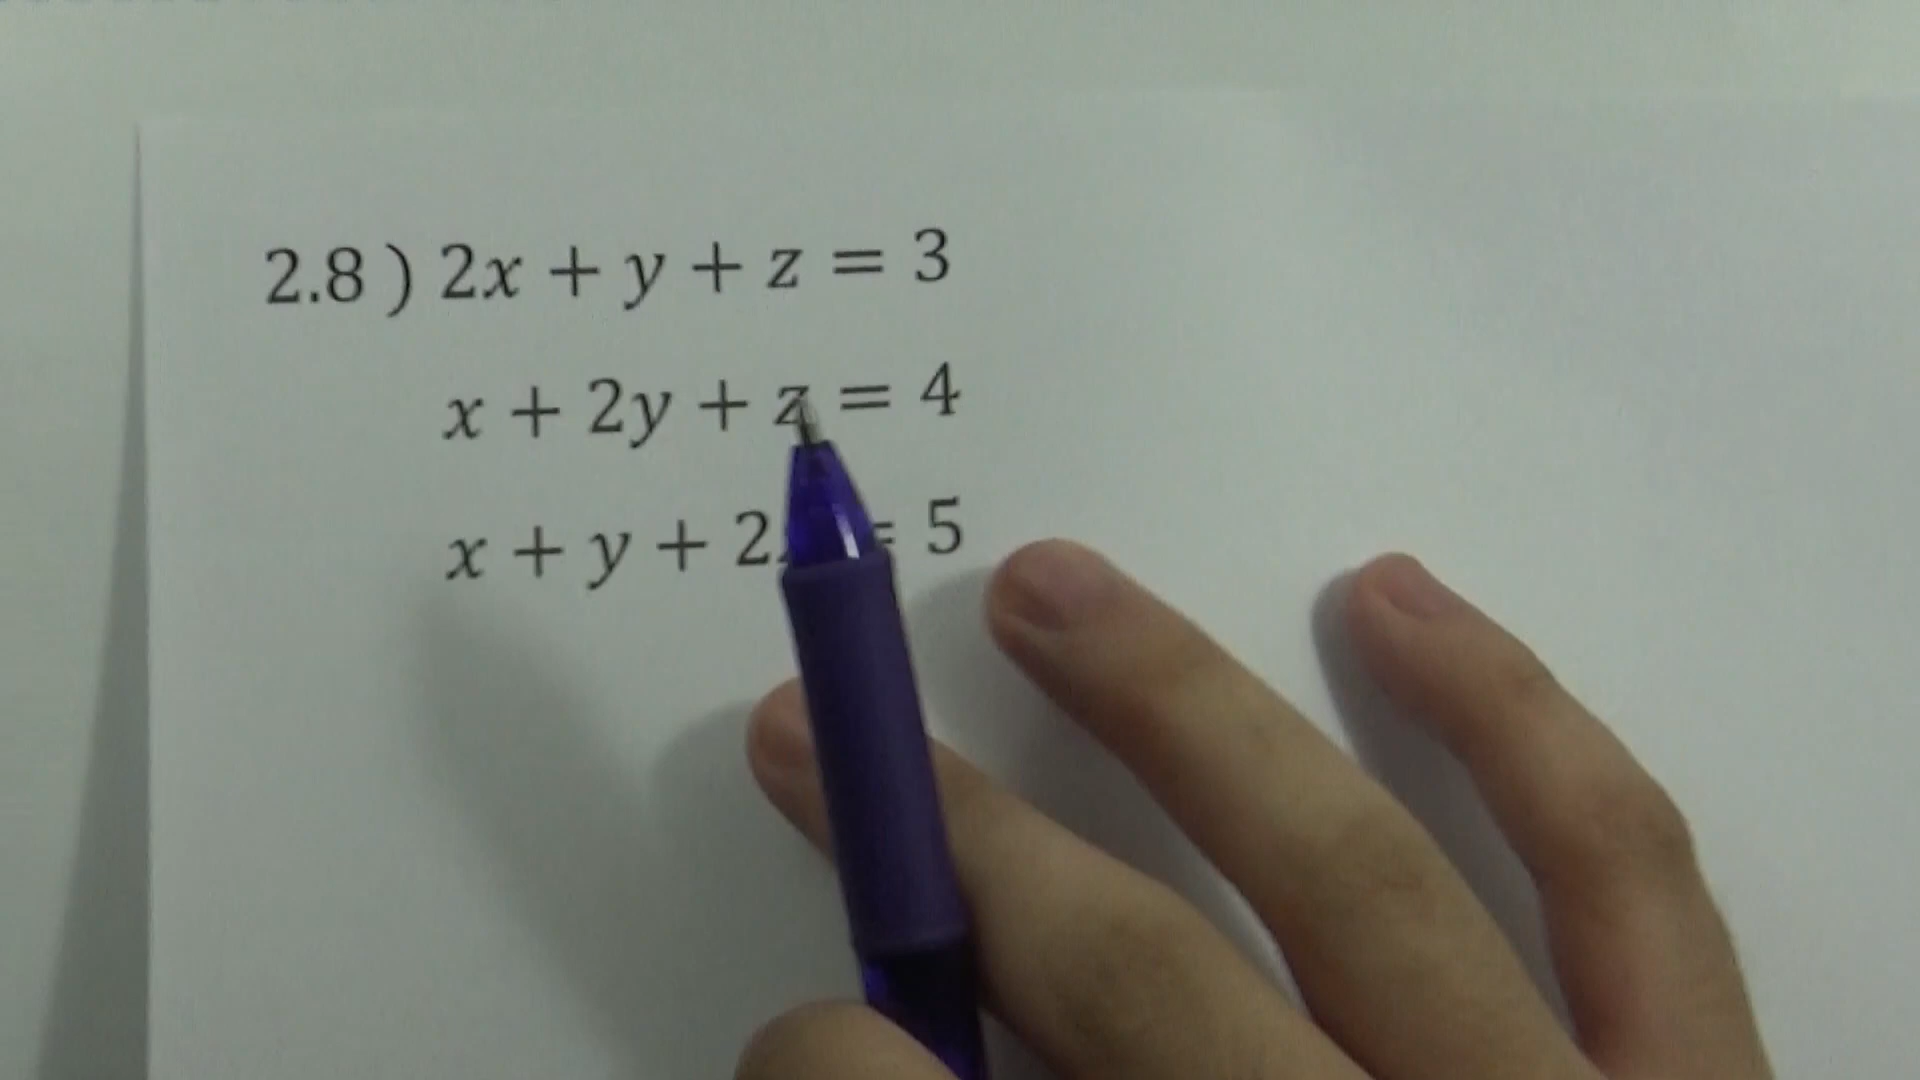 2.8 ) 2x + y + z = 3
x + 2y + z = 4
x + y + 2 = 5